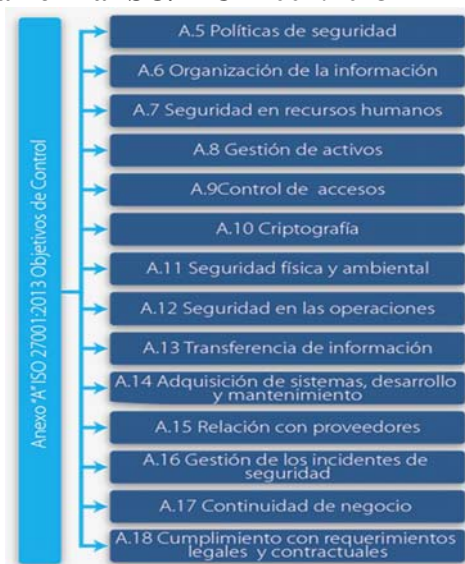 Anexo "A" ISO 27001:2013 Objetivos de Control
A.5 Políticas de seguridad
A.6 Organización de la información
A.7 Seguridad en recursos humanos
A.8 Gestión de activos
A.9Control de accesos
A.10 Criptografía
A.11 Seguridad física y ambiental
A.12 Seguridad en las operaciones
A.13 Transferencia de información
A.14 Adquisición de sistemas, desarrollo
y mantenimiento
A.15 Relación con proveedores
A.16 Gestión de los incidentes de
seguridad
A.17 Continuidad de negocio
A.18 Cumplimiento con requerimientos
legales y contractuales